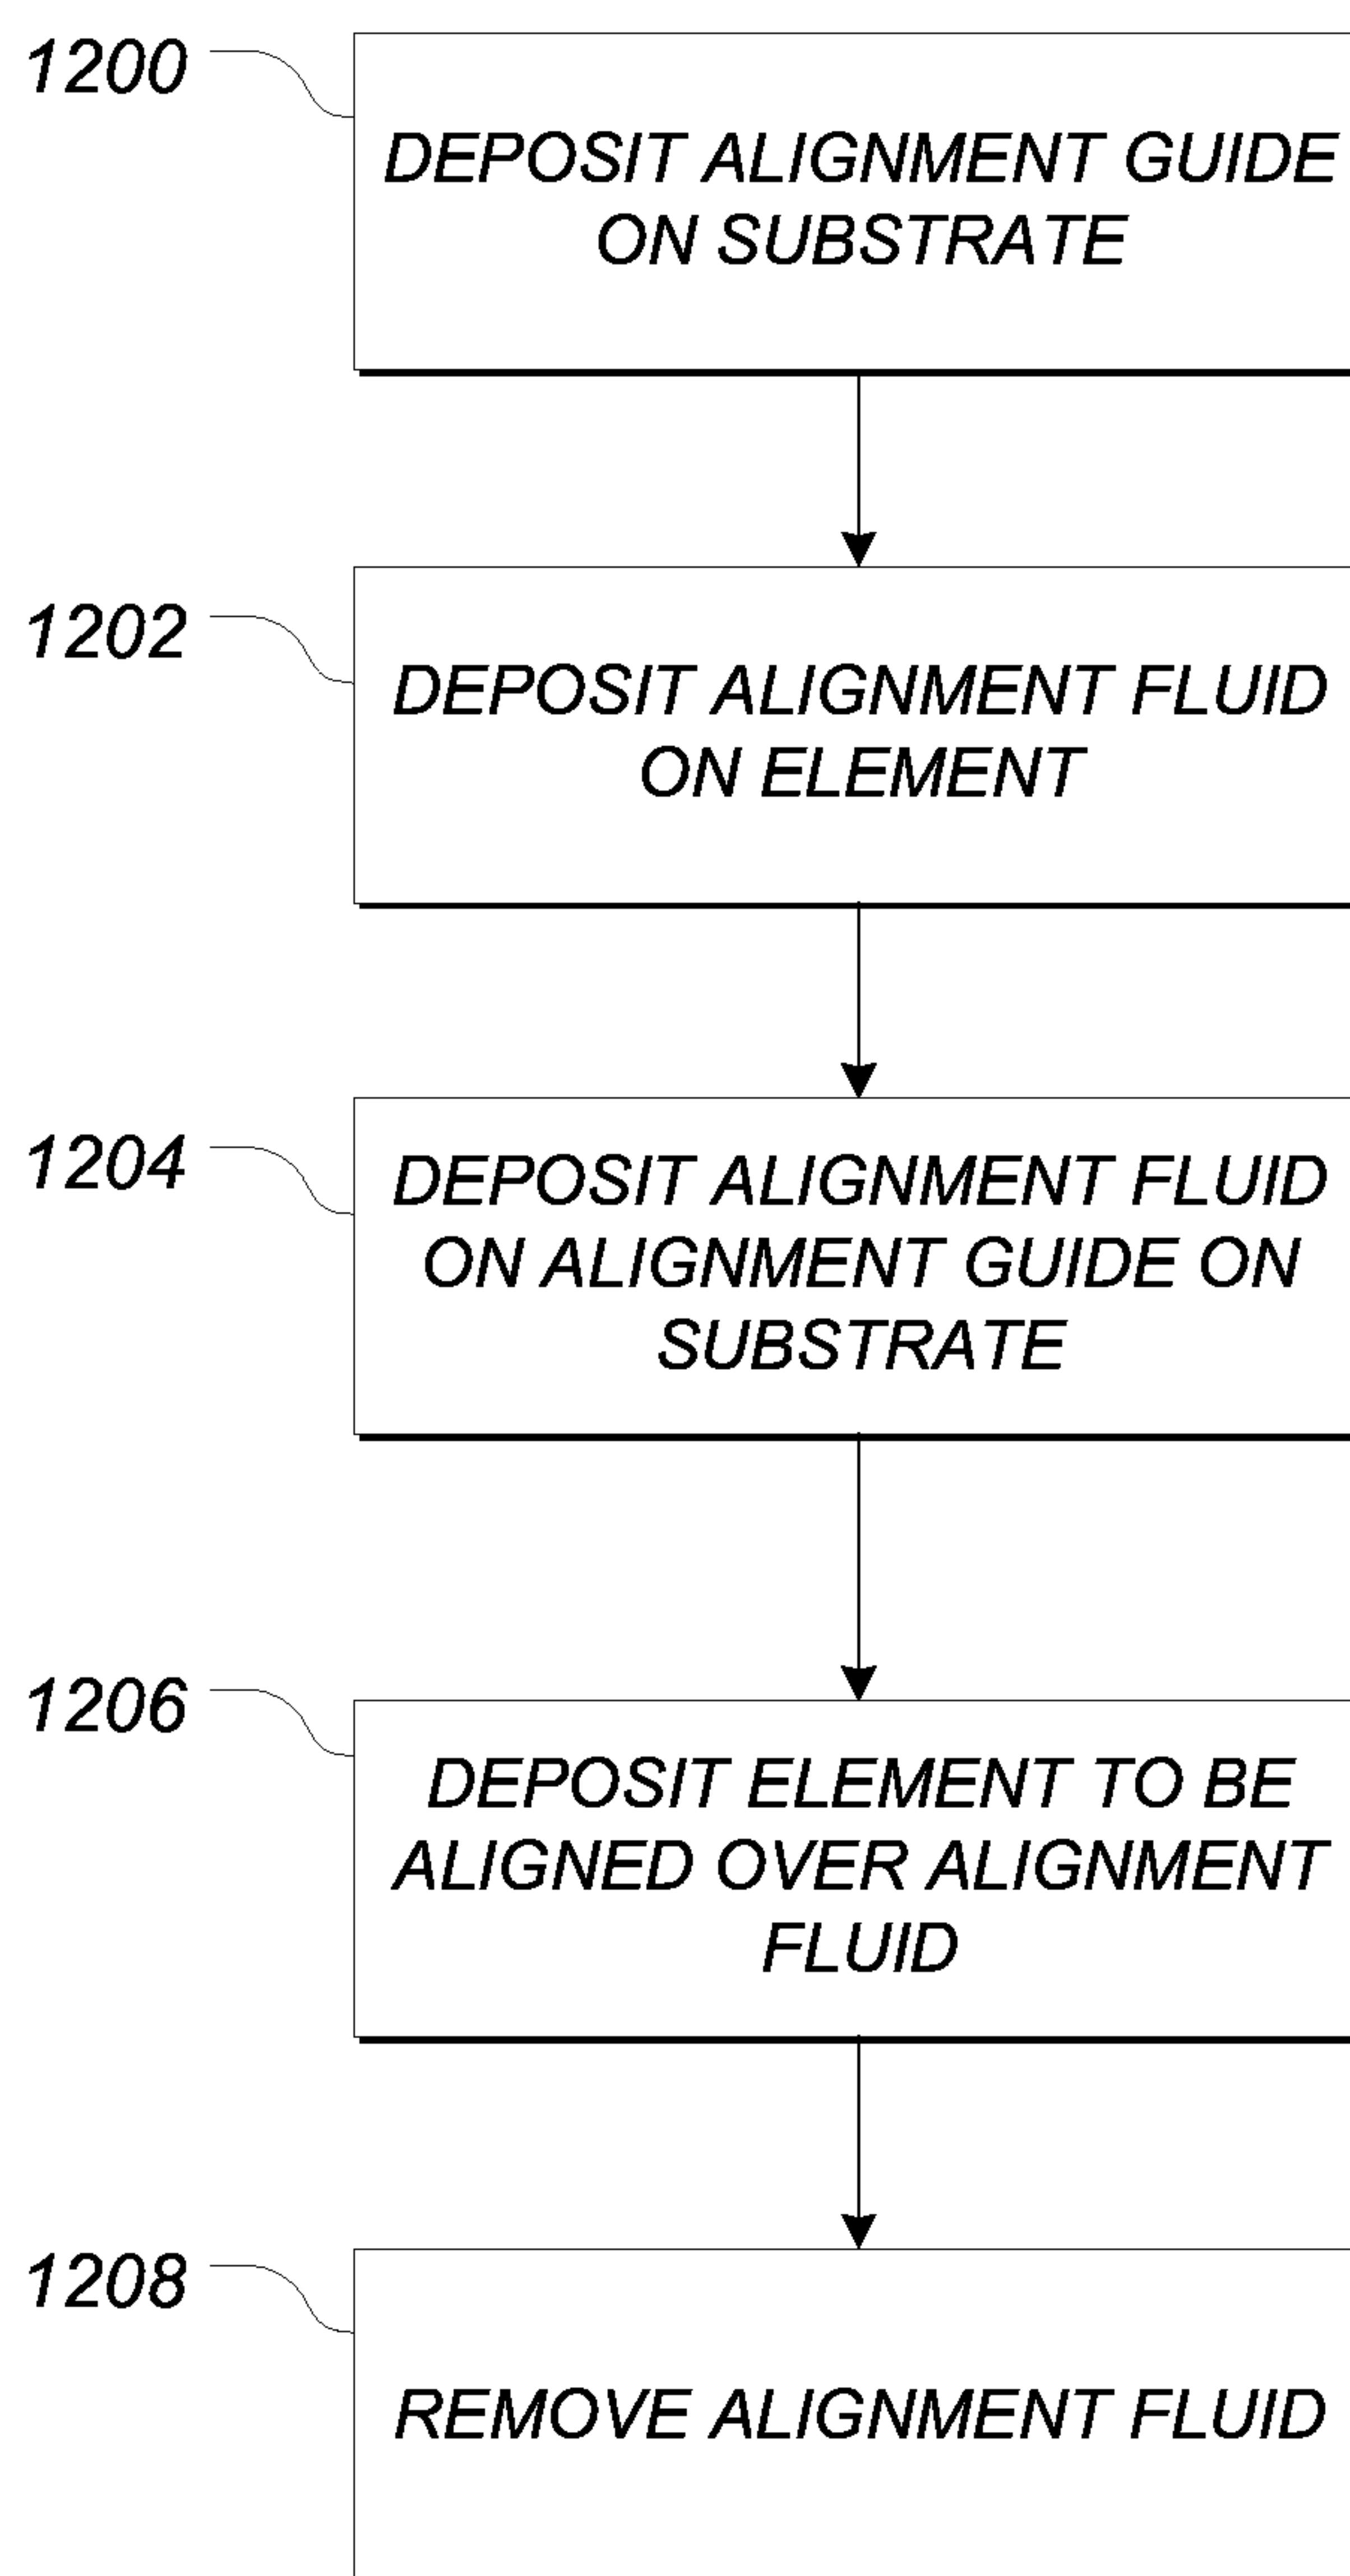 1200
DEPOSIT ALIGNMENT GUIDE
ON SUBSTRATE
1202
DEPOSIT ALIGNMENT FLUID
ON ELEMENT
1204
DEPOSIT ALIGNMENT FLUID
ON ALIGNMENT GUIDE ON
SUBSTRATE
1206
DEPOSIT ELEMENT TO BE
ALIGNED OVER ALIGNMENT
FLUID
1208
REMOVE ALIGNMENT FLUID